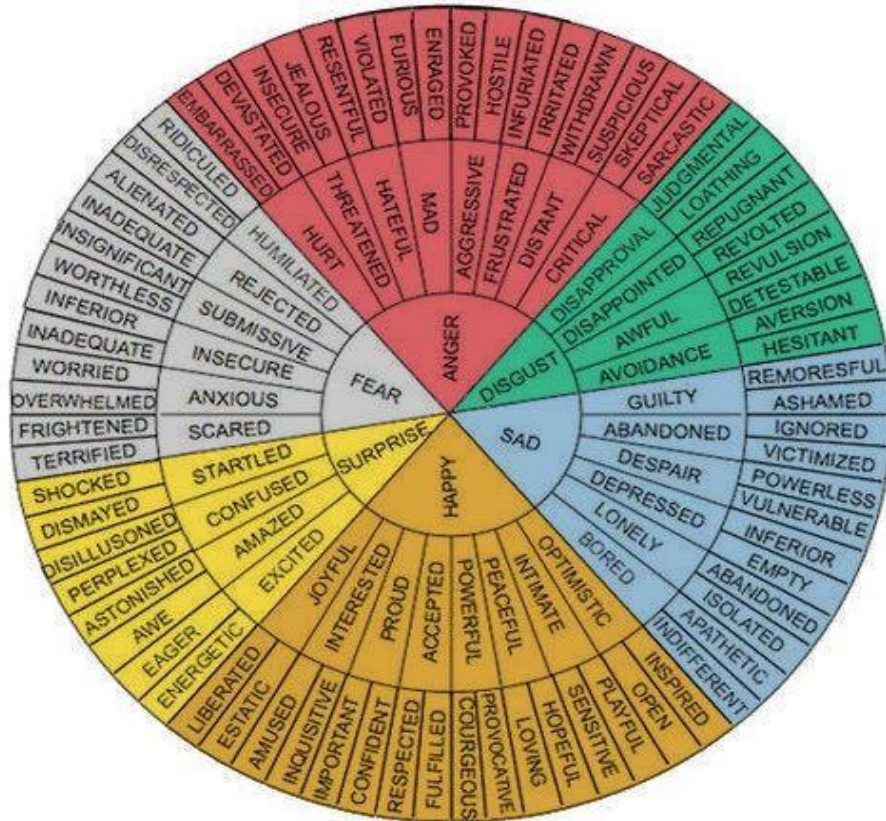 ANGER
HURT
THREATENED
HATEFUL
MAD
AGGRESSIVE
FRUSTRATED
DISTANT
CRITICAL
EMBARRASSED
DEVASTATED
INSECURE
JEALOUS
RESENTFUL
VIOLATED
FURIOUS
ENRAGED
PROVOKED
HOSTILE
INFURIATED
IRRITATED
WITHDRAWN
SUSPICIOUS
SKEPTICAL
SARCASTIC
DISGUST
DISAPPROVAL
DISAPPOINTED
AWFUL
AVOIDANCE
JUDGMENTAL
LOATHING
REPUGNANT
REVOLTED
REVULSION
DETESTABLE
AVERSION
HESITANT
SAD
GUILTY
ABANDONED
DESPAIR
DEPRESSED
LONELY
BORED
REMORESFUL
ASHAMED
IGNORED
VICTIMIZED
POWERLESS
VULNERABLE
INFERIOR
EMPTY
ABANDONED
ISOLATED
APATHETIC
INDIFFERENT
HAPPY
OPTIMISTIC
INTIMATE
PEACEFUL
POWERFUL
ACCEPTED
PROUD
INTERESTED
JOYFUL
INSPIRED
OPEN
PLAYFUL
SENSITIVE
HOPEFUL
LOVING
PROVOCATIVE
COURGEOUS
FULFILLED
RESPECTED
CONFIDENT
IMPORTANT
INQUISITIVE
AMUSED
ESTATIC
LIBERATED
SURPRISE
EXCITED
AMAZED
CONFUSED
STARTLED
ENERGETIC
EAGER
AWE
ASTONISHED
PERPLEXED
DISILLUSONED
DISMAYED
SHOCKED
FEAR
SCARED
ANXIOUS
INSECURE
SUBMISSIVE
REJECTED
HUMILIATED
TERRIFIED
FRIGHTENED
OVERWHELMED
WORRIED
INADEQUATE
INFERIOR
WORTHLESS
INSIGNIFICANT
INADEQUATE
ALIENATED
DISRESPECTED
RIDICULED